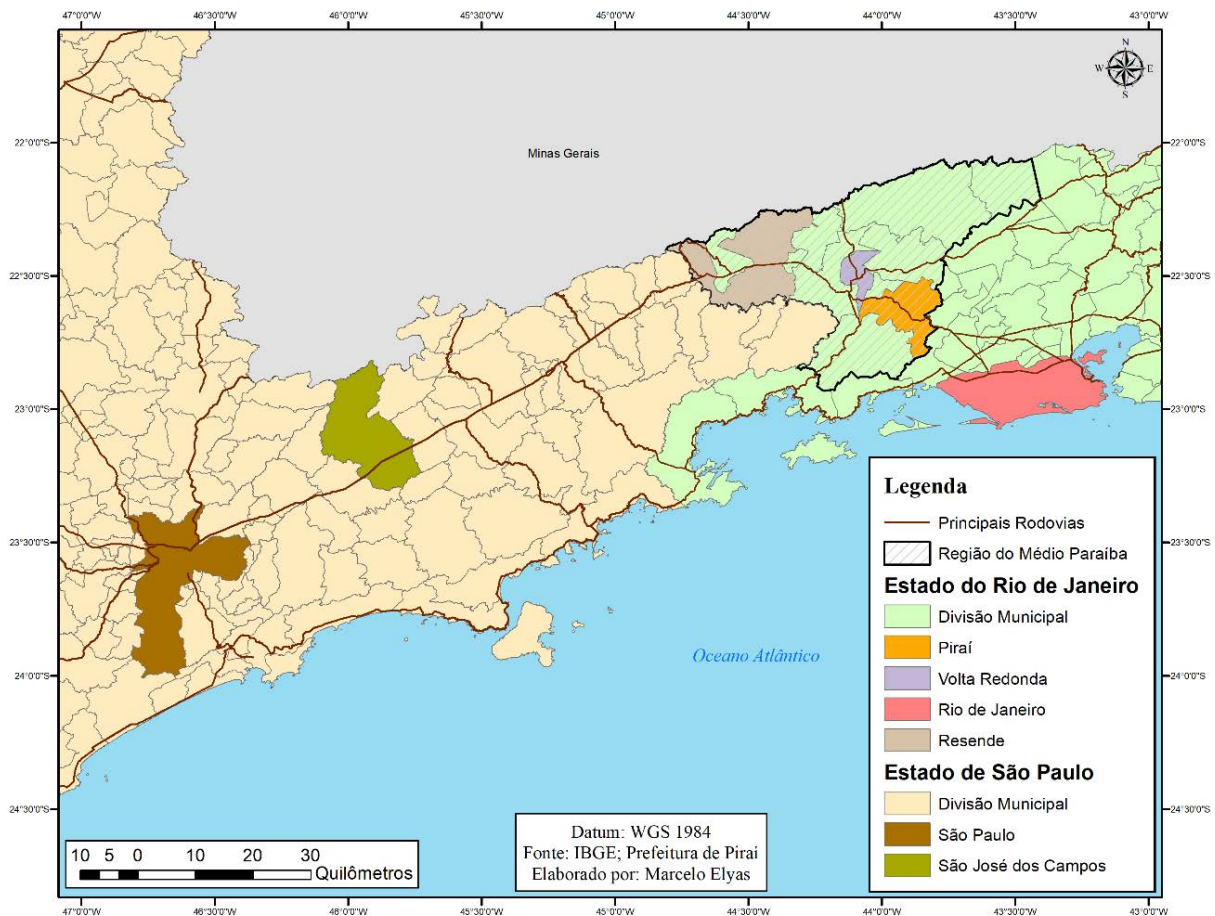 47°0'0"W 46°30'0"W 46°0'0"W 45°30'0"W 45°0'0"W 44°30'0"W 44°0'0"W 43°30'0"W 43°0'0"W
N
W E
S
22°0'0"S 22°0'0"S
Minas Gerais
22°30'0"S 22°30'0"S
23°0'0"S 23°0'0"S
23°30'0"S 23°30'0"S
24°0'0"S 24°0'0"S
24°30'0"S 24°30'0"S
Oceano Atlântico
Legenda
Principais Rodovias
Região do Médio Paraíba
Estado do Rio de Janeiro
Divisão Municipal
Piraí
Volta Redonda
Rio de Janeiro
Resende
Estado de São Paulo
Divisão Municipal
São Paulo
São José dos Campos
10 5 0 10 20 30
Quilômetros
Datum: WGS 1984
Fonte: IBGE; Prefeitura de Pirai
Elaborado por: Marcelo Elyas
47°0'0"W 46°30'0"W 46°0'0"W 45°30'0"W 45°0'0"W 44°30'0"W 44°0'0"W 43°30'0"W 43°0'0"W